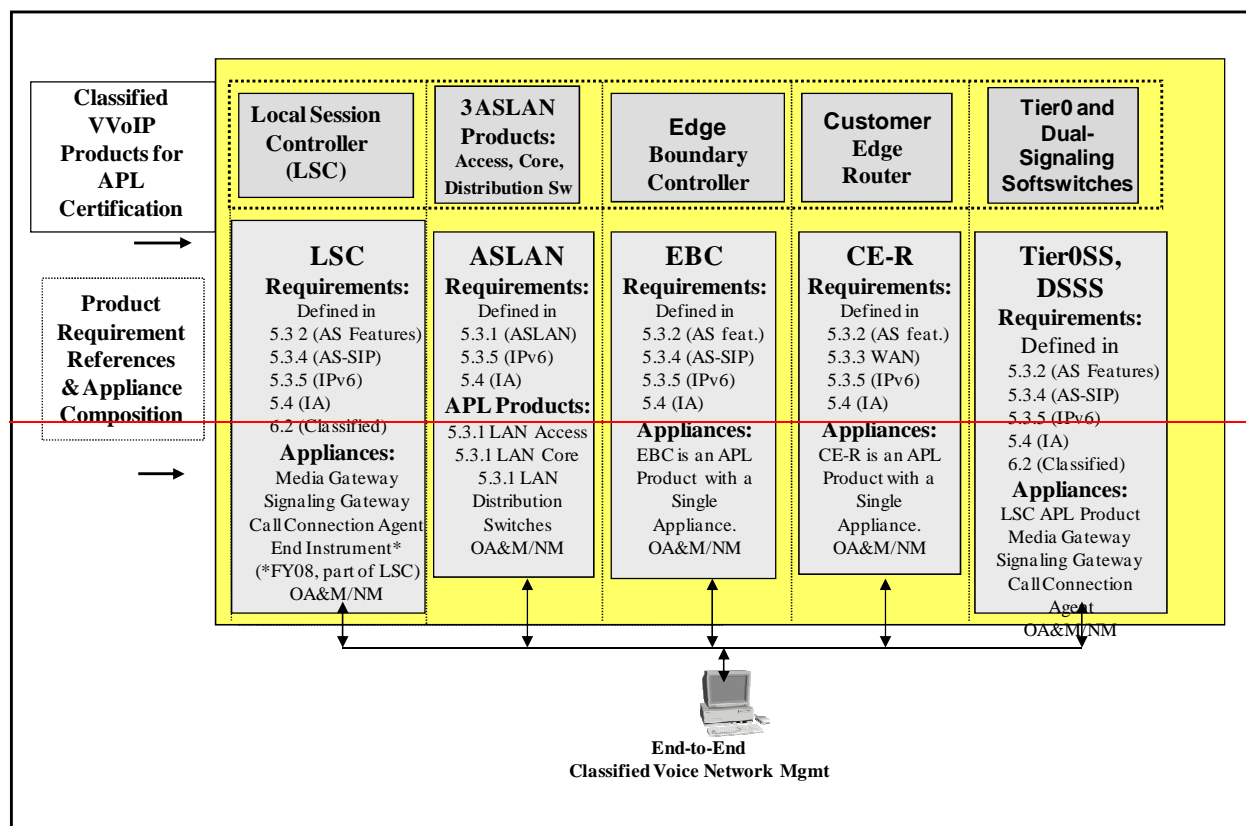 Classified
VVoIP
Products for
APL
Certification
Local Session
Controller
(LSC)
3 ASLAN
Products:
Access, Core,
Distribution Sw
Edge
Boundary
Controller
Customer
Edge
Router
Tier0 and
Dual-
Signaling
Softswitches
Product
Requirement
References
& Appliance
Composition
LSC
Requirements:
Defined in
5.3 2 (AS Features)
5.3.4 (AS-SIP)
5.3.5 (IPv6)
5.4 (IA)
6.2 (Classified)
Appliances:
Media Gateway
Signaling Gateway
Call Connection Agent
End Instrument*
(*FY08, part of LSC)
OA&M/NM
ASLAN
Requirements:
Defined in
5.3.1 (ASLAN)
5.3.5 (IPv6)
5.4 (IA)
APL Products:
5.3.1 LAN Access
5.3.1 LAN Core
5.3.1 LAN
Distribution
Switches
OA&M/NM
EBC
Requirements:
Defined in
5.3.2 (AS feat.)
5.3.4 (AS-SIP)
5.3.5 (IPv6)
5.4 (IA)
Appliances:
EBC is an APL
Product with a
Single
Appliance.
OA&M/NM
CE-R
Requirements:
Defined in
5.3.2 (AS feat.)
5.3.3 WAN)
5.3.5 (IPv6)
5.4 (IA)
Appliances:
CE-R is an APL
Product with a
Single
Appliance.
OA&M/NM
Tier0SS,
DSSS
Requirements:
Defined in
5.3.2 (AS Features)
5.3.4 (AS-SIP)
5.3.5 (IPv6)
5.4 (IA)
6.2 (Classified)
Appliances:
LSC APL Product
Media Gateway
Signaling Gateway
Call Connection
Agent
OA&M/NM
End-to-End
Classified Voice Network Mgmt